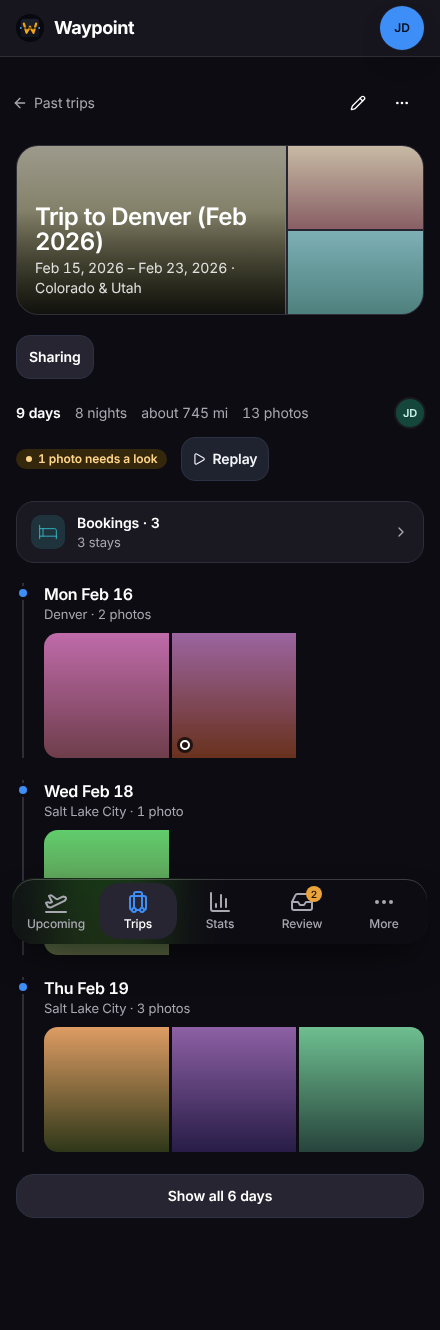 Waypoint
JD
Past trips
Trip to Denver (Feb
2026)
Feb 15, 2026 – Feb 23, 2026 ·
Colorado & Utah
Sharing
9 days 8 nights about 745 mi 13 photos
JD
1 photo needs a look
Replay
Bookings · 3
3 stays
Mon Feb 16
Denver · 2 photos
Wed Feb 18
Salt Lake City · 1 photo
Upcoming
Trips
Stats
2
Review
More
Thu Feb 19
Salt Lake City · 3 photos
Show all 6 days